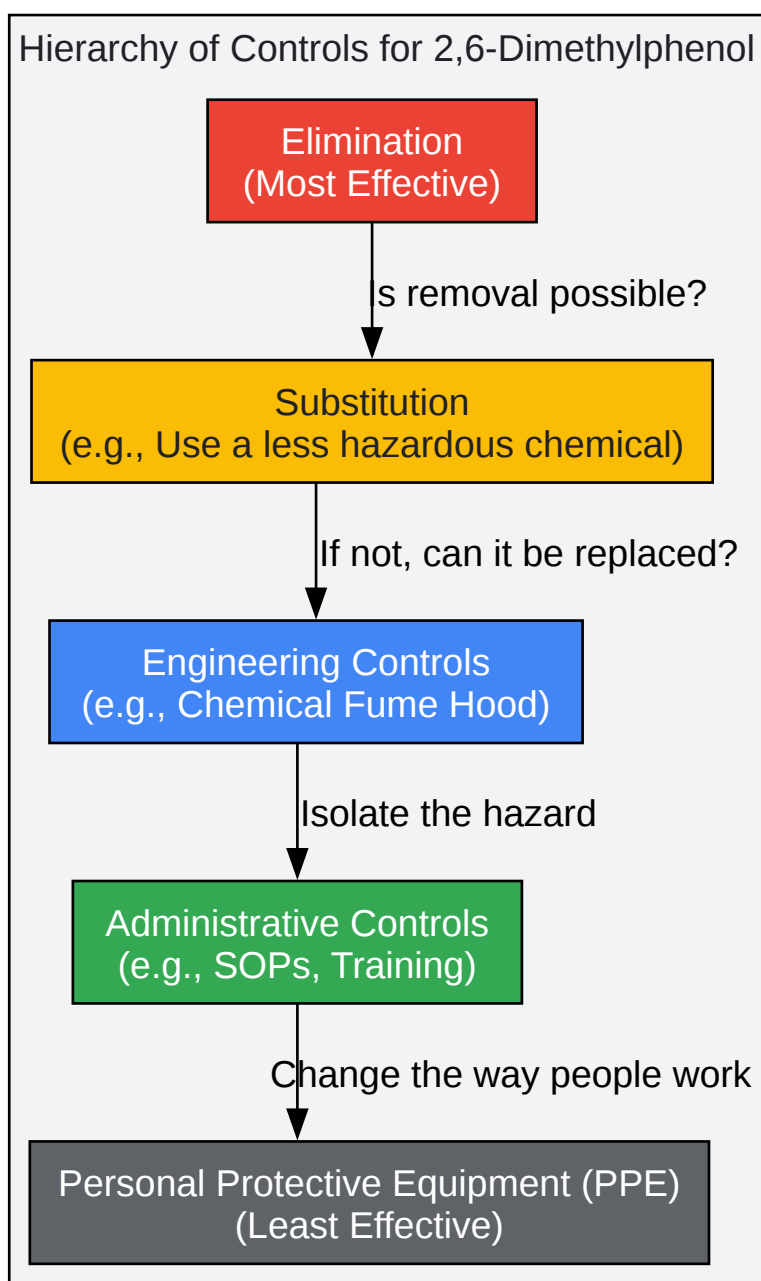 Hierarchy of Controls for 2,6-Dimethylphenol
Elimination
(Most Effective)
Is removal possible?
Substitution
(e.g., Use a less hazardous chemical)
If not, can it be replaced?
Engineering Controls
(e.g., Chemical Fume Hood)
Isolate the hazard
Administrative Controls
(e.g., SOPs, Training)
Change the way people work
Personal Protective Equipment (PPE)
(Least Effective)